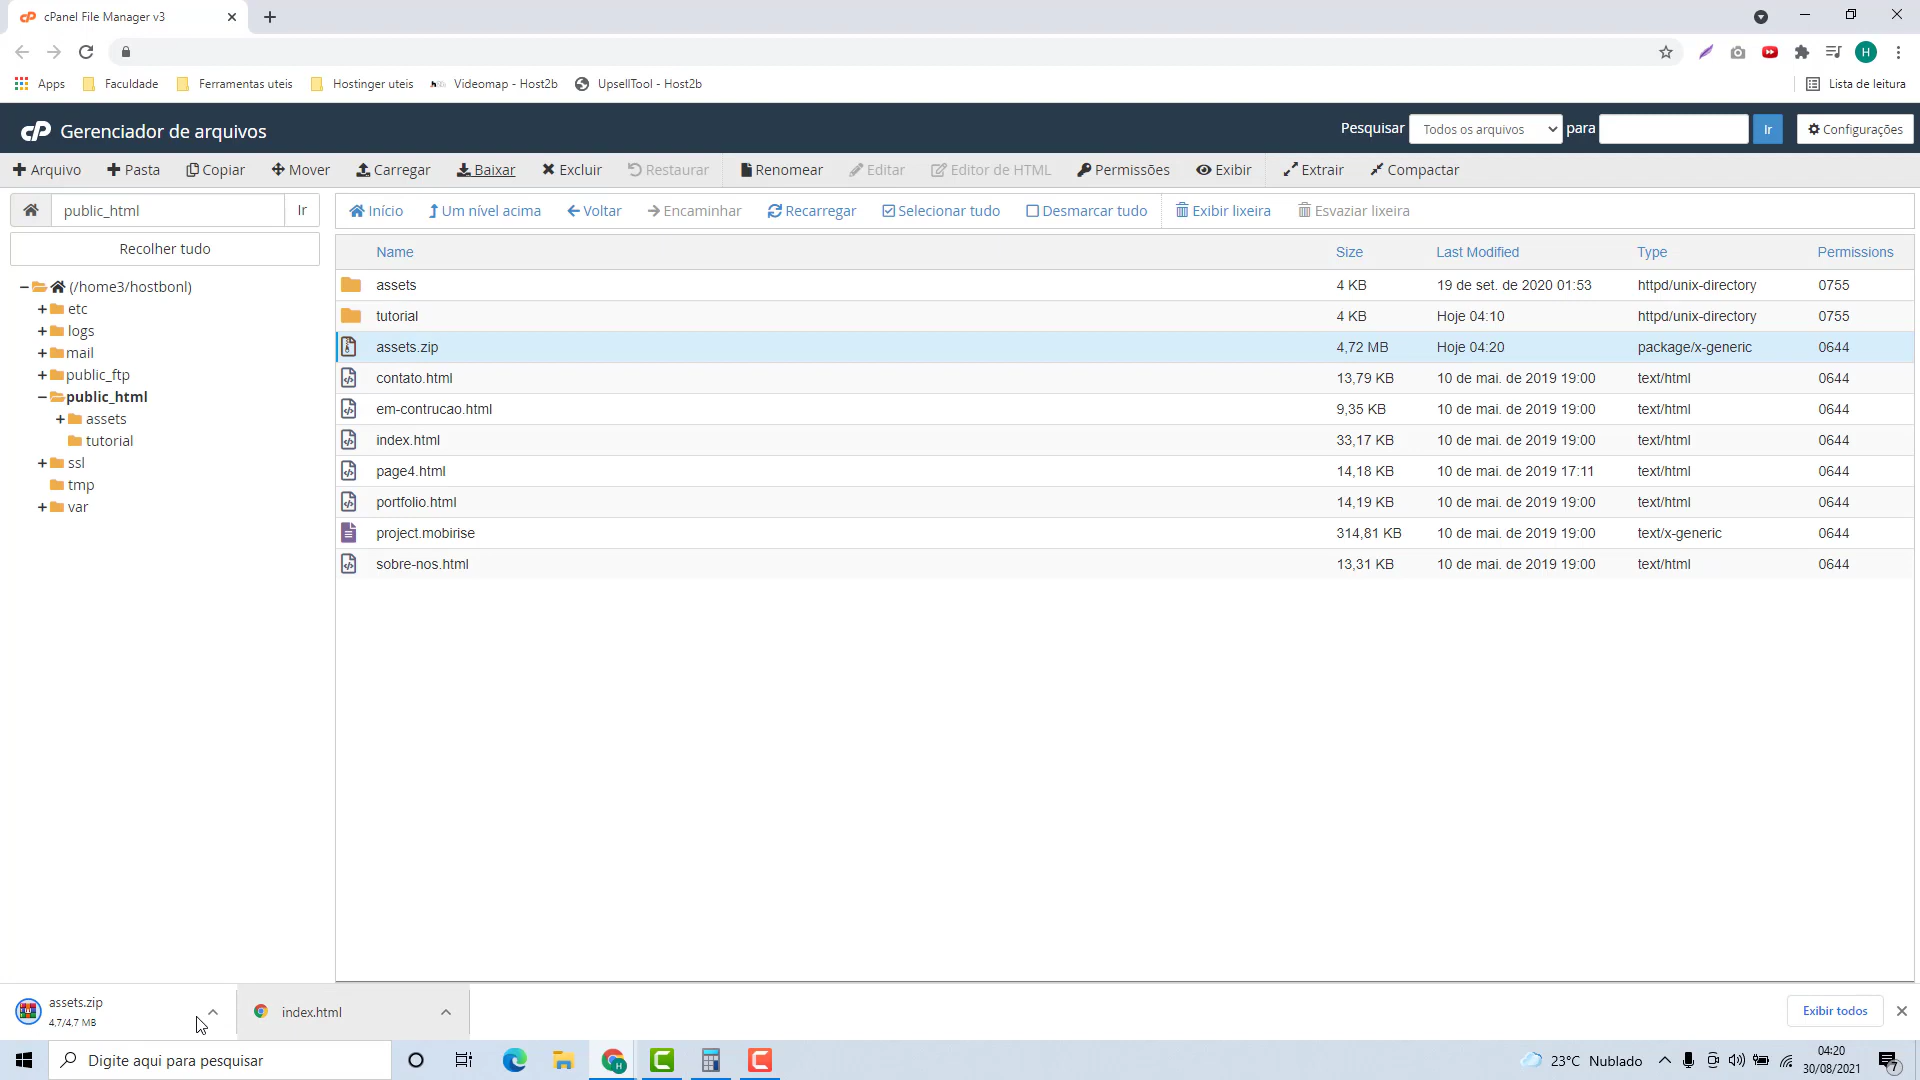 cPanel File Manager v3
Apps Faculdade Ferramentas uteis Hostinger uteis Videomap - Host2b UpsellTool - Host2b Lista de leitura
H
cP Gerenciador de arquivos Pesquisar Todos os arquivos para Ir Configurações
Arquivo Pasta Copiar Mover Carregar Baixar Excluir Restaurar Renomear Editar Editor de HTML Permissões Exibir Extrair Compactar
public_html Ir Início Um nível acima Voltar Encaminhar Recarregar Selecionar tudo Desmarcar tudo Exibir lixeira Esvaziar lixeira
Recolher tudo
(/home3/hostbonl)
etc
logs
mail
public_ftp
public_html
assets
tutorial
ssl
tmp
var
Name Size Last Modified Type Permissions
assets 4 KB 19 de set. de 2020 01:53 httpd/unix-directory 0755
tutorial 4 KB Hoje 04:10 httpd/unix-directory 0755
assets.zip 4,72 MB Hoje 04:20 package/x-generic 0644
contato.html 13,79 KB 10 de mai. de 2019 19:00 text/html 0644
em-contrucao.html 9,35 KB 10 de mai. de 2019 19:00 text/html 0644
index.html 33,17 KB 10 de mai. de 2019 19:00 text/html 0644
page4.html 14,18 KB 10 de mai. de 2019 17:11 text/html 0644
portfolio.html 14,19 KB 10 de mai. de 2019 19:00 text/html 0644
project.mobirise 314,81 KB 10 de mai. de 2019 19:00 text/x-generic 0644
sobre-nos.html 13,31 KB 10 de mai. de 2019 19:00 text/html 0644
assets.zip
4,7/4,7 MB
index.html
Exibir todos
Digite aqui para pesquisar
23°C Nublado
04:20
30/08/2021
7